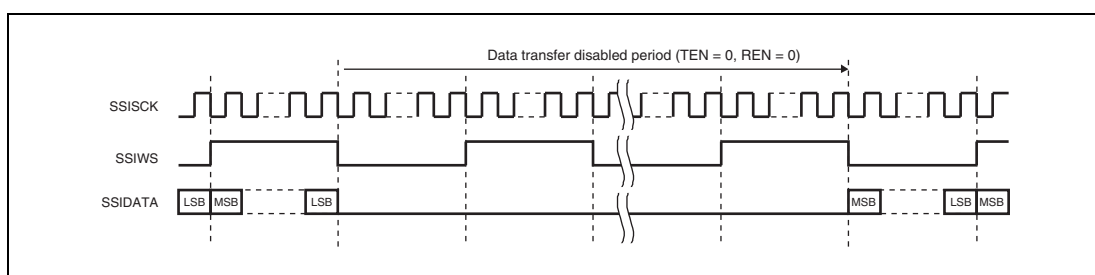 Data transfer disabled period (TEN = 0, REN = 0)
SSISCK
SSIWS
SSIDATA LSB MSB LSB MSB LSB MSB